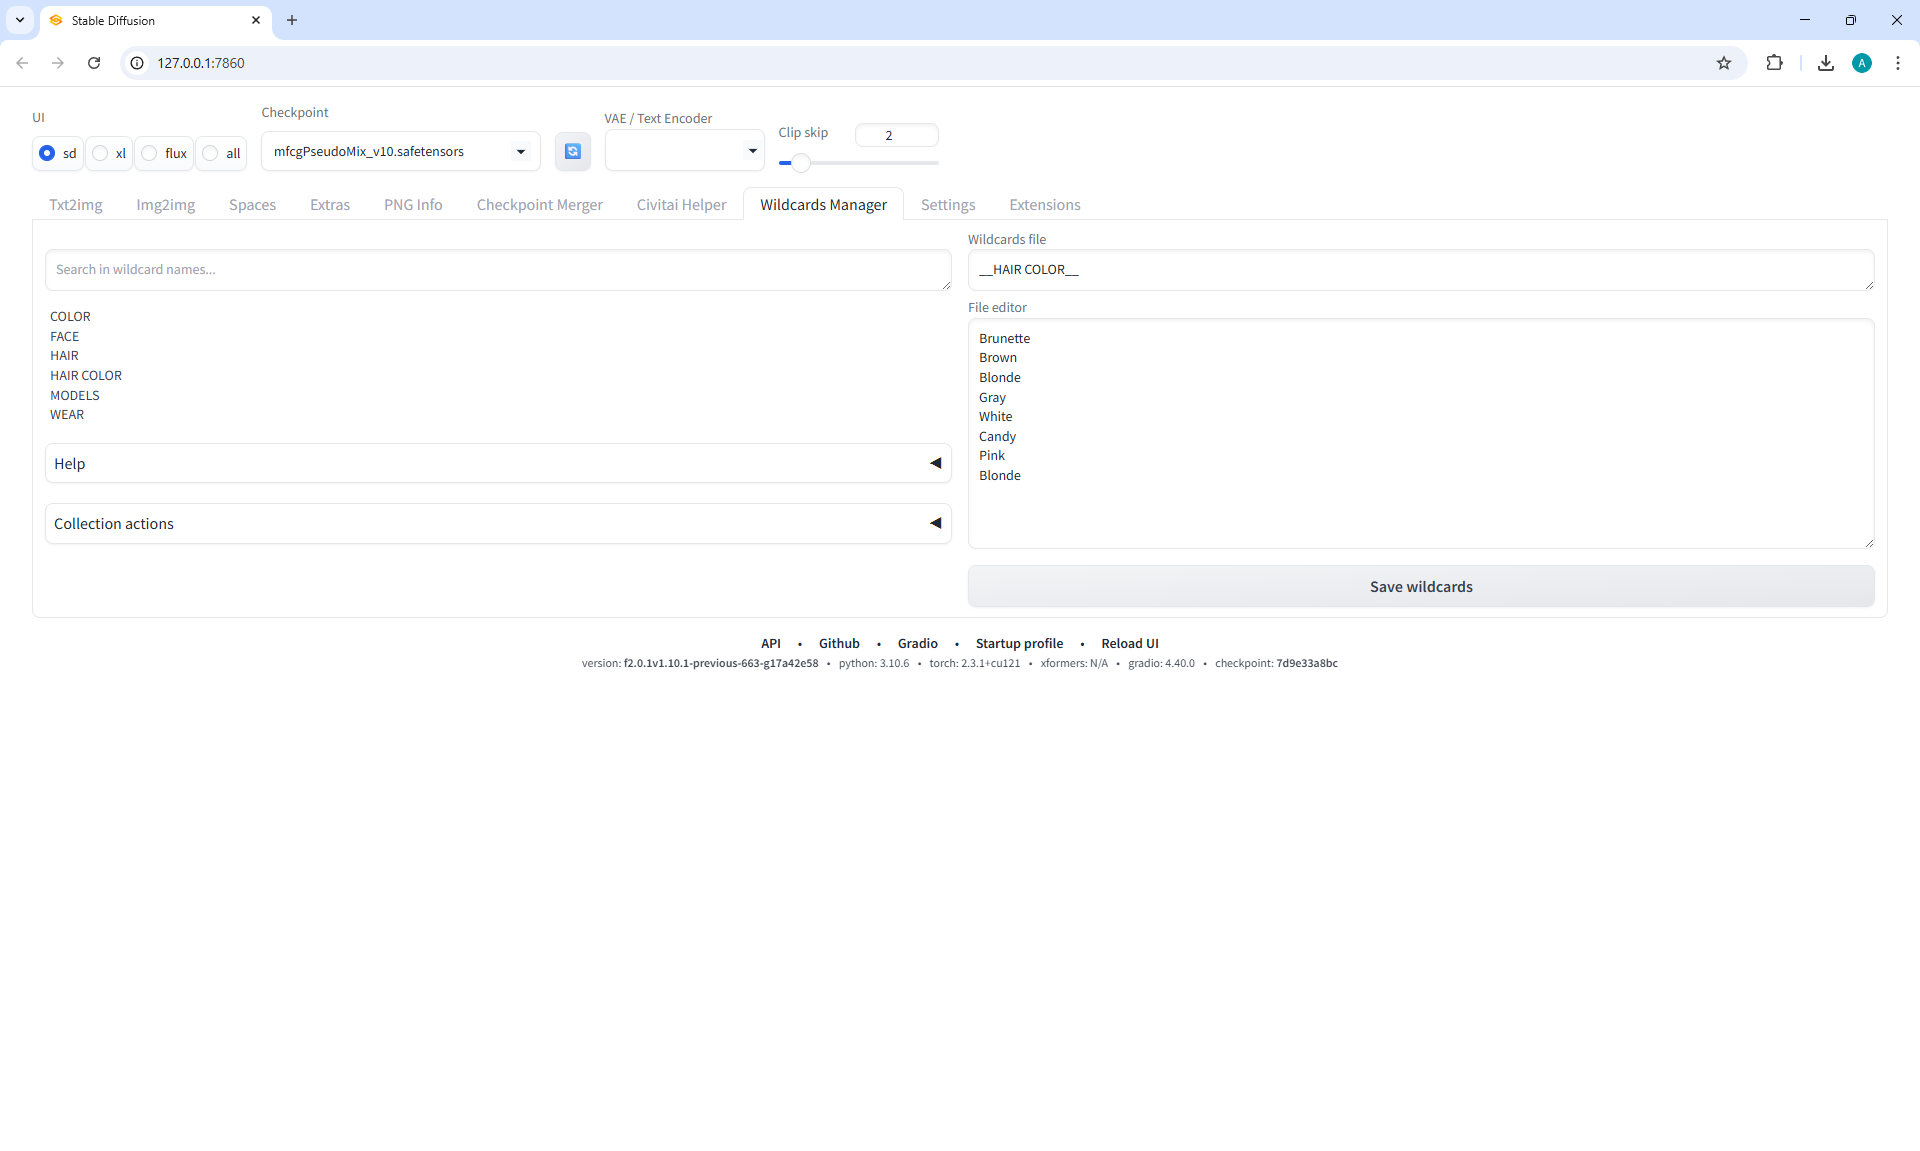 Stable Diffusion
127.0.0.1:7860
A
UI
sd
xl
flux
all
Checkpoint
mfcgPseudoMix_v10.safetensors
VAE / Text Encoder
Clip skip
2
Txt2img Img2img Spaces Extras PNG Info Checkpoint Merger Civitai Helper Wildcards Manager Settings Extensions
Search in wildcard names...
COLOR
FACE
HAIR
HAIR COLOR
MODELS
WEAR
Help
Collection actions
Wildcards file
__HAIR COLOR__
File editor
Brunette
Brown
Blonde
Gray
White
Candy
Pink
Blonde
Save wildcards
API • Github • Gradio • Startup profile • Reload UI
version: f2.0.1v1.10.1-previous-663-g17a42e58 • python: 3.10.6 • torch: 2.3.1+cu121 • xformers: N/A • gradio: 4.40.0 • checkpoint: 7d9e33a8bc